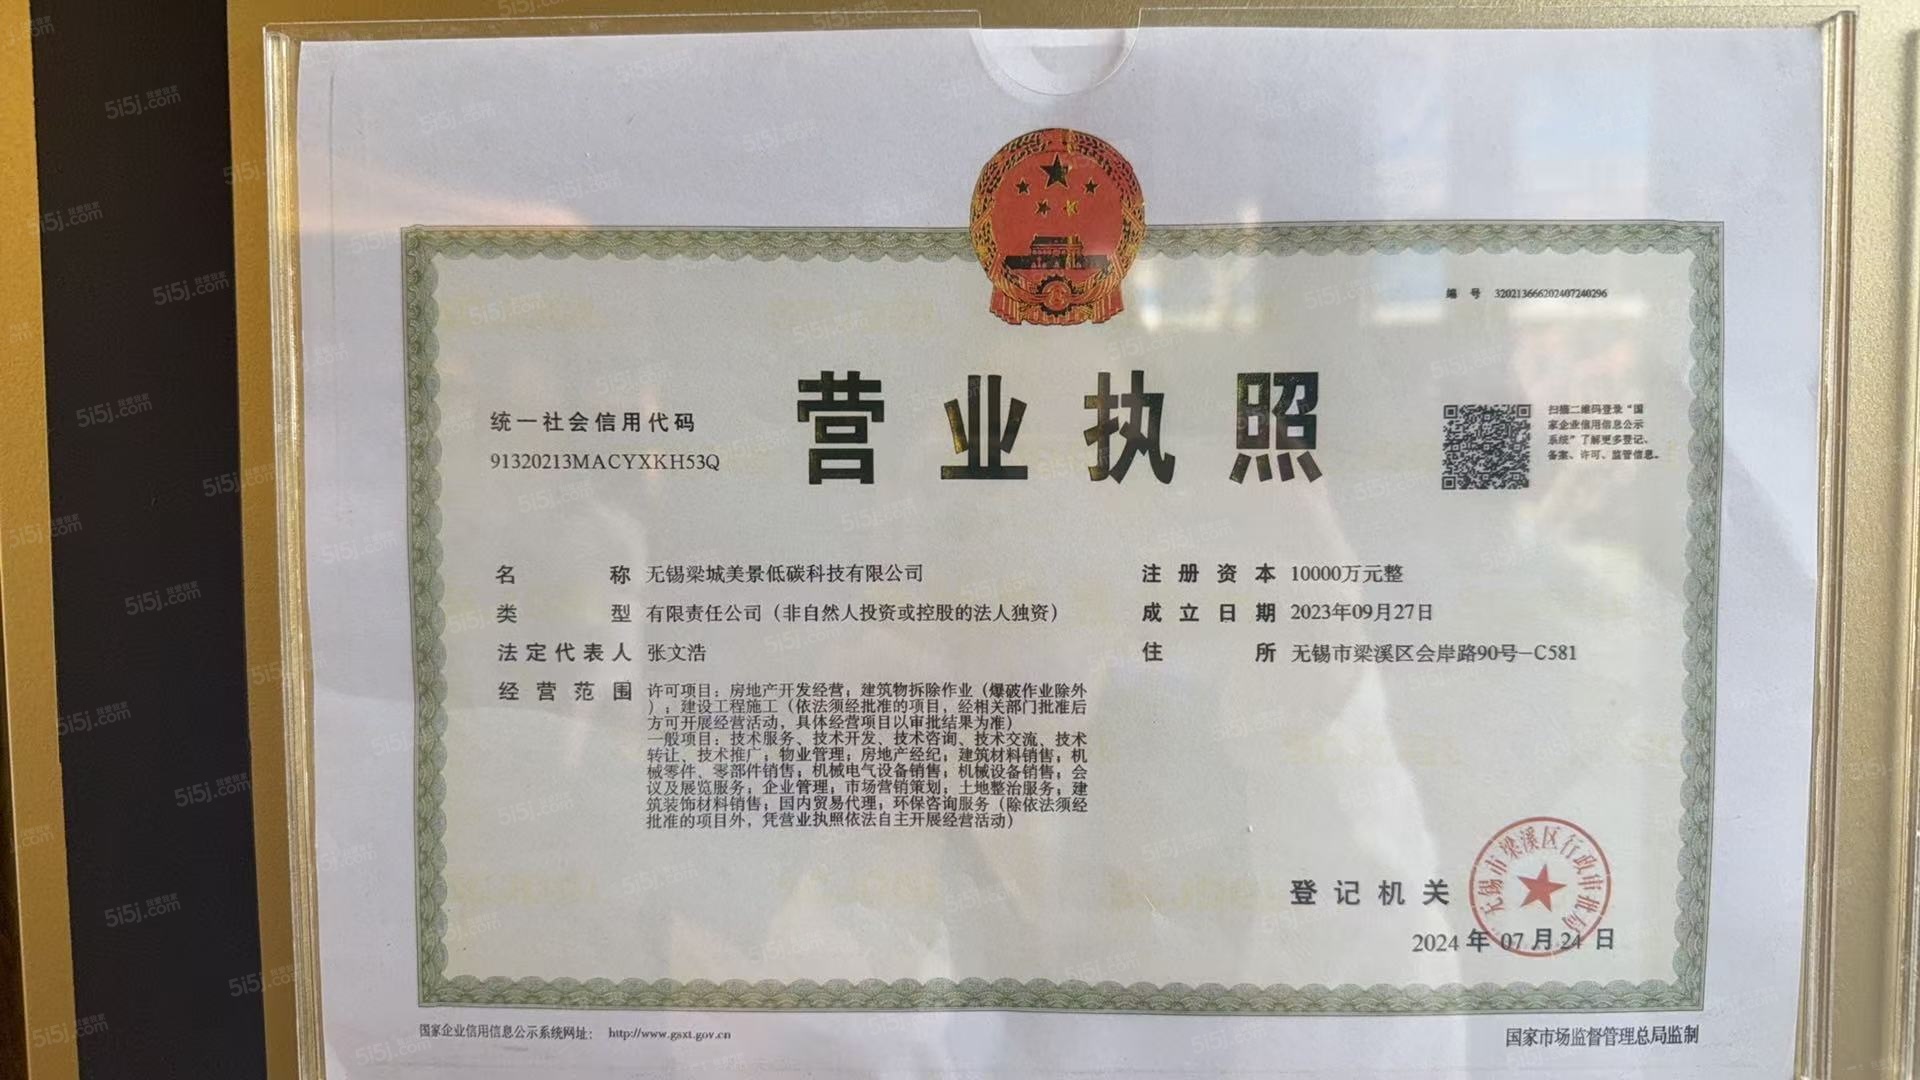 编 号 320213666202407240296
营业执照
统一社会信用代码
91320213MACYXKH53Q
扫描二维码登录“国
家企业信用信息公示
系统”了解更多登记、
备案、许可、监管信息。
名 称 无锡梁城美景低碳科技有限公司
类 型 有限责任公司（非自然人投资或控股的法人独资）
法定代表人 张文浩
经营范围 许可项目：房地产开发经营；建筑物拆除作业（爆破作业除外
）；建设工程施工（依法须经批准的项目，经相关部门批准后
方可开展经营活动，具体经营项目以审批结果为准）
一般项目：技术服务、技术开发、技术咨询、技术交流、技术
转让、技术推广；物业管理；房地产经纪；建筑材料销售；机
械零件、零部件销售；机械电气设备销售；机械设备销售；会
议及展览服务；企业管理；市场营销策划；土地整治服务；建
筑装饰材料销售；国内贸易代理；环保咨询服务（除依法须经
批准的项目外，凭营业执照依法自主开展经营活动）
注册资本 10000万元整
成立日期 2023年09月27日
住 所 无锡市梁溪区会岸路90号-C581
登记机关
无锡市梁溪区行政审批局
2024 年 07 月 24 日
国家企业信用信息公示系统网址： http://www.gsxt.gov.cn
国家市场监督管理总局监制
5i5j.com 我爱我家